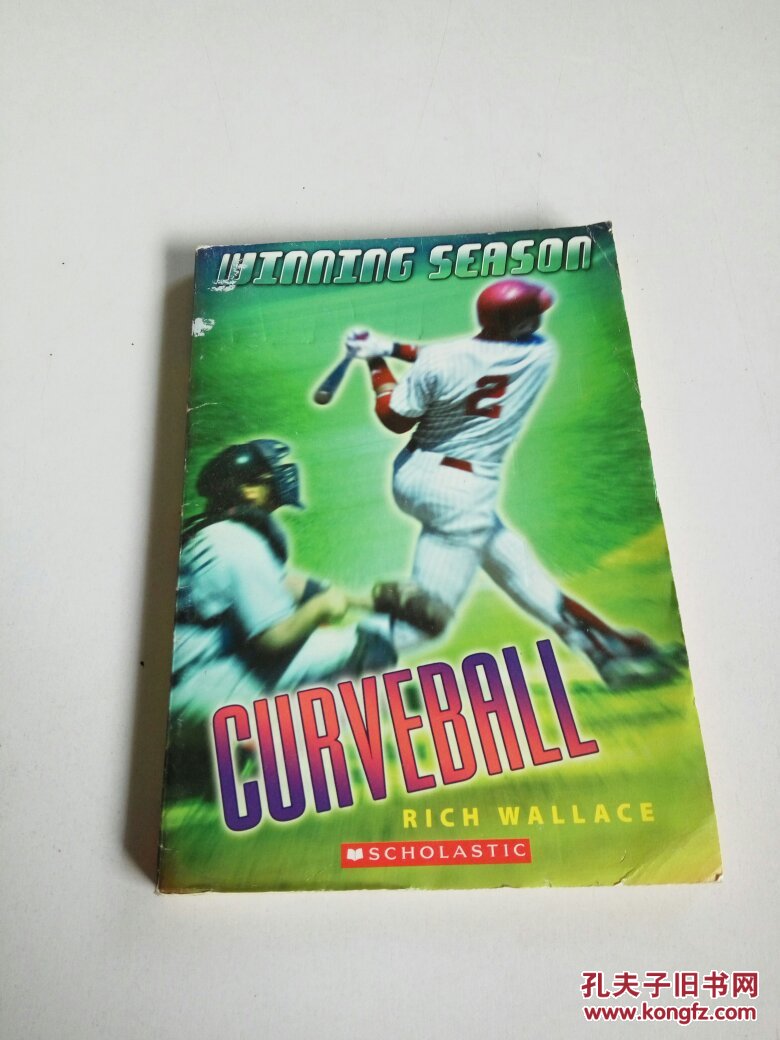 WINNING SEASON
2
CURVEBALL
RICH WALLACE
SCHOLASTIC
孔夫子旧书网
www.kongfz.com